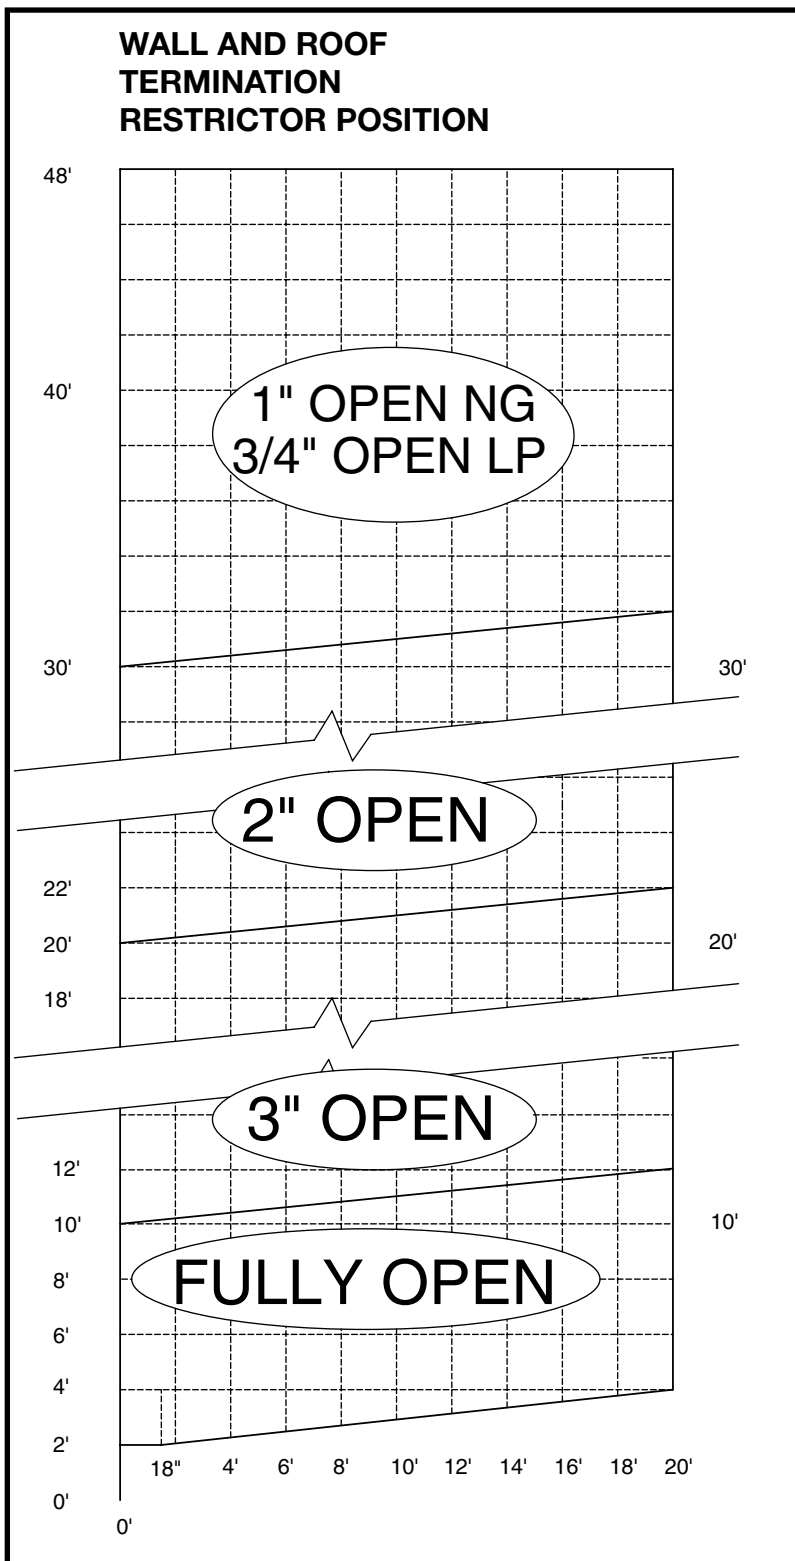 WALL AND ROOF
TERMINATION
RESTRICTOR POSITION
48'
40'
1" OPEN NG
3/4" OPEN LP
30'
30'
2" OPEN
22'
20'
20'
18'
3" OPEN
12'
10'
10'
FULLY OPEN
8'
6'
4'
2'
18" 4' 6' 8' 10' 12' 14' 16' 18' 20'
0'
0'